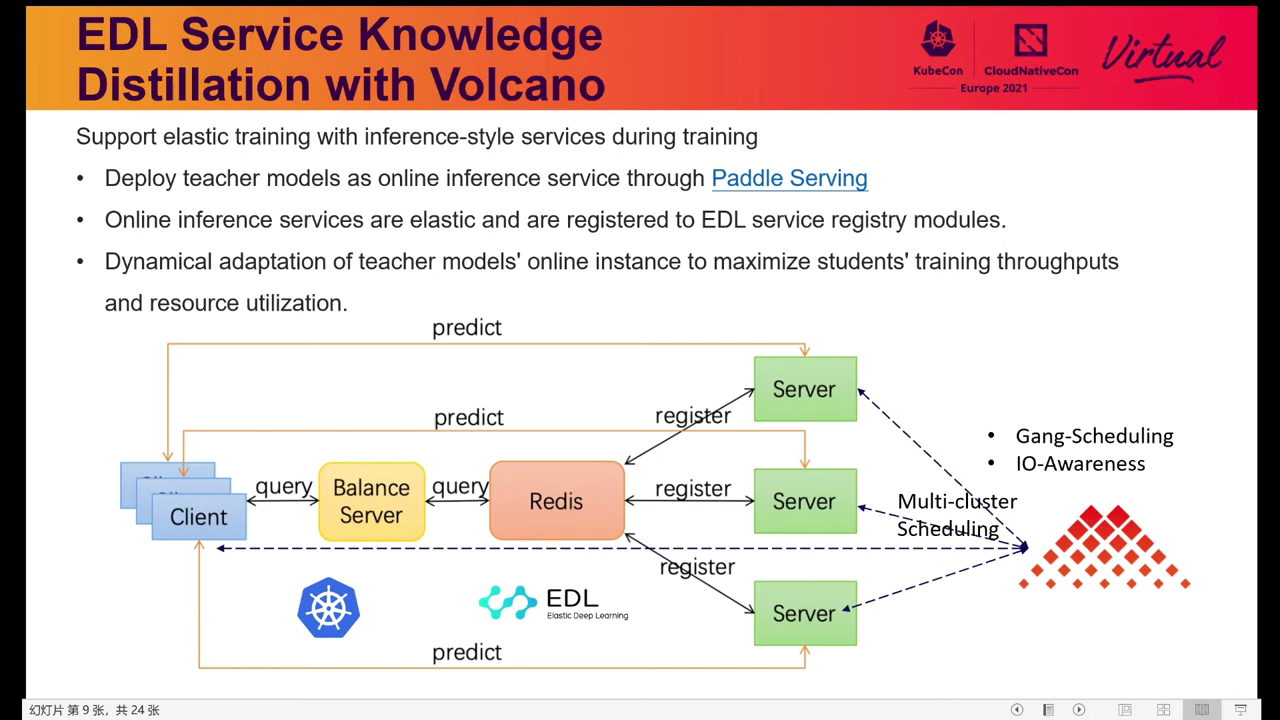 EDL Service Knowledge
Distillation with Volcano
KubeCon
CloudNativeCon
Europe 2021
Virtual
Support elastic training with inference-style services during training
• Deploy teacher models as online inference service through Paddle Serving
• Online inference services are elastic and are registered to EDL service registry modules.
• Dynamical adaptation of teacher models' online instance to maximize students' training throughputs
and resource utilization.
predict
Server
predict
register
• Gang-Scheduling
• IO-Awareness
query
Balance
Server
query
Redis
register
Server
Multi-cluster
Scheduling
Client
register
EDL
Elastic Deep Learning
Server
predict
幻灯片 第 9 张，共 24 张